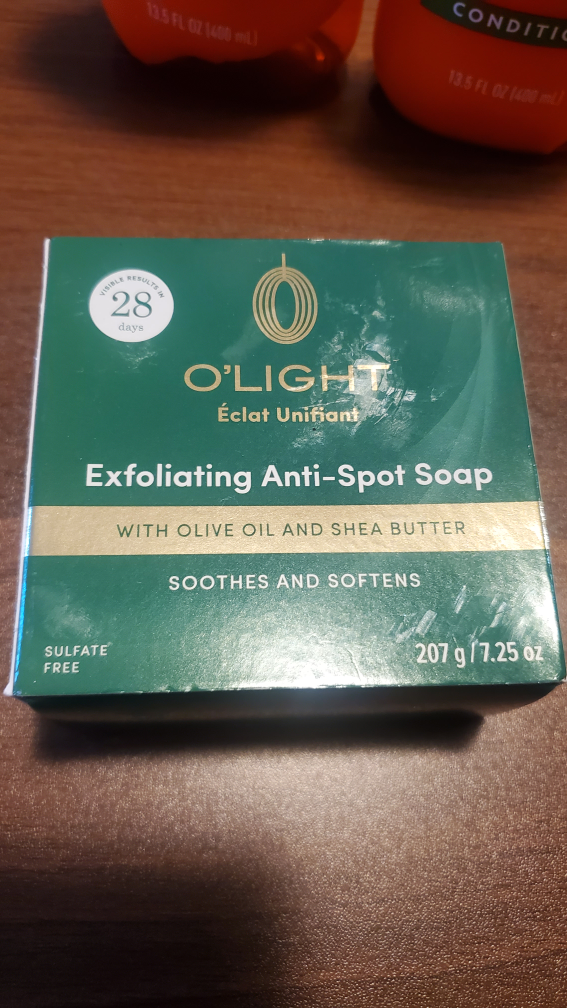 13.5 FL OZ (400 mL)
13.5 FL OZ (400 mL)
VISIBLE RESULTS IN
28
days
O'LIGHT
Éclat Unifiant
Exfoliating Anti-Spot Soap
WITH OLIVE OIL AND SHEA BUTTER
SOOTHES AND SOFTENS
SULFATE
FREE
207 g / 7.25 oz